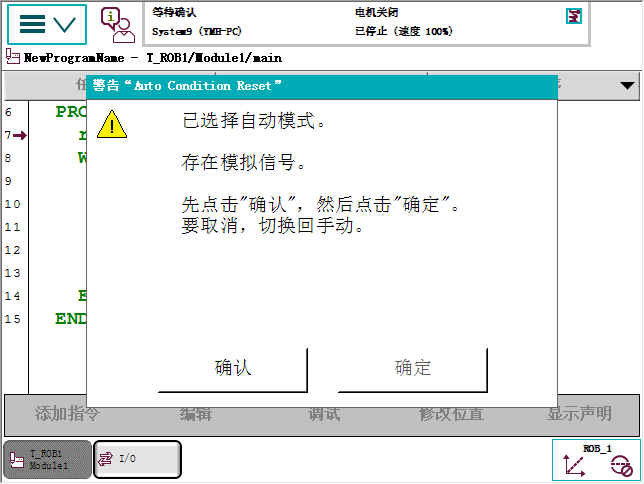 等待确认
System9 (YMH-PC)
电机关闭
已停止 (速度 100%)
NewProgramName - T_ROB1/Module1/main
警告“Auto Condition Reset”
6 PRO
7
8 W
9
10
11
12
13
14 E
15 END
已选择自动模式。
存在模拟信号。
先点击"确认"，然后点击"确定"。
要取消，切换回手动。
确认
确定
添加指令
编辑
调试
修改位置
显示声明
T_ROB1
Module1
I/O
ROB_1